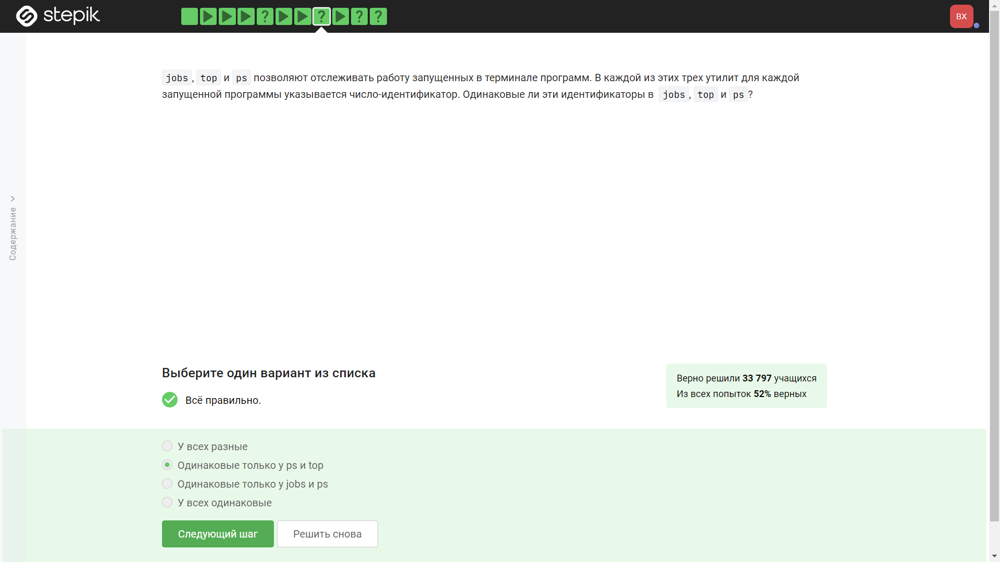 stepik
? ? ? ?
BX
jobs, top и ps позволяют отслеживать работу запущенных в терминале программ. В каждой из этих трех утилит для каждой
запущенной программы указывается число-идентификатор. Одинаковые ли эти идентификаторы в jobs, top и ps?
Содержание
Выберите один вариант из списка
Верно решили 33 797 учащихся
Из всех попыток 52% верных
Всё правильно.
У всех разные
Одинаковые только у ps и top
Одинаковые только у jobs и ps
У всех одинаковые
Следующий шаг
Решить снова